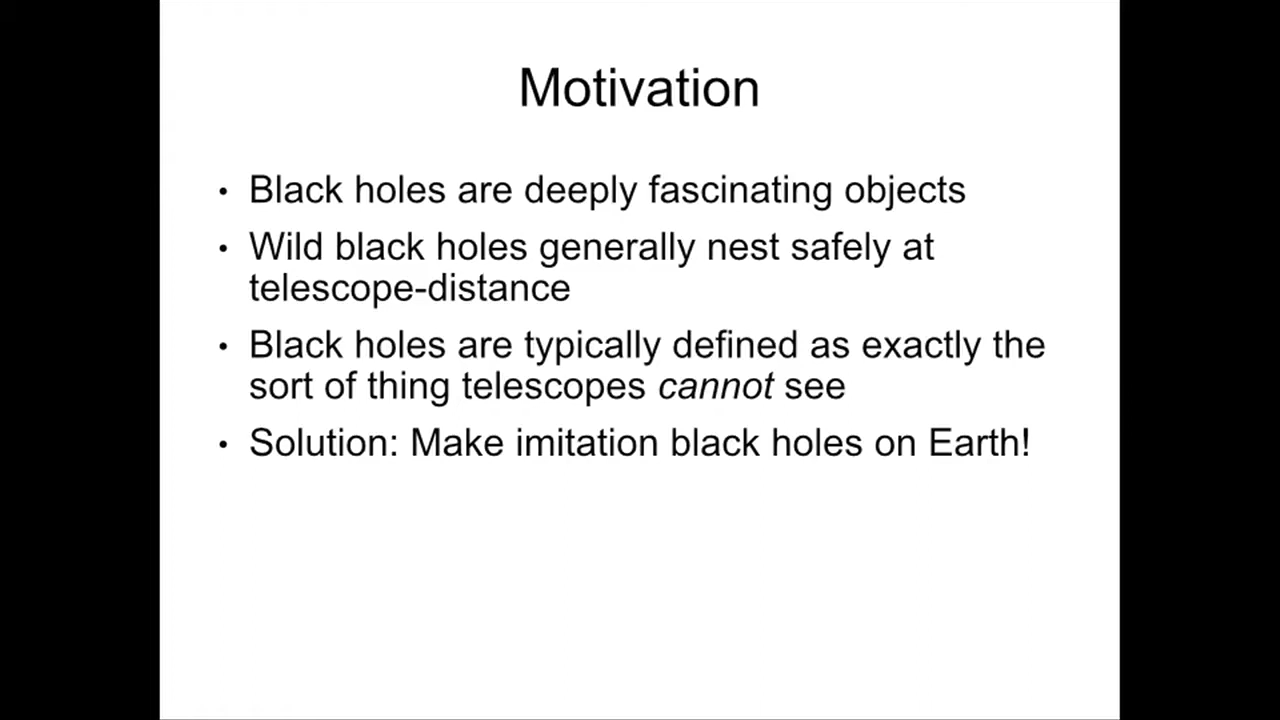 Motivation
• Black holes are deeply fascinating objects
• Wild black holes generally nest safely at
telescope-distance
• Black holes are typically defined as exactly the
sort of thing telescopes cannot see
• Solution: Make imitation black holes on Earth!